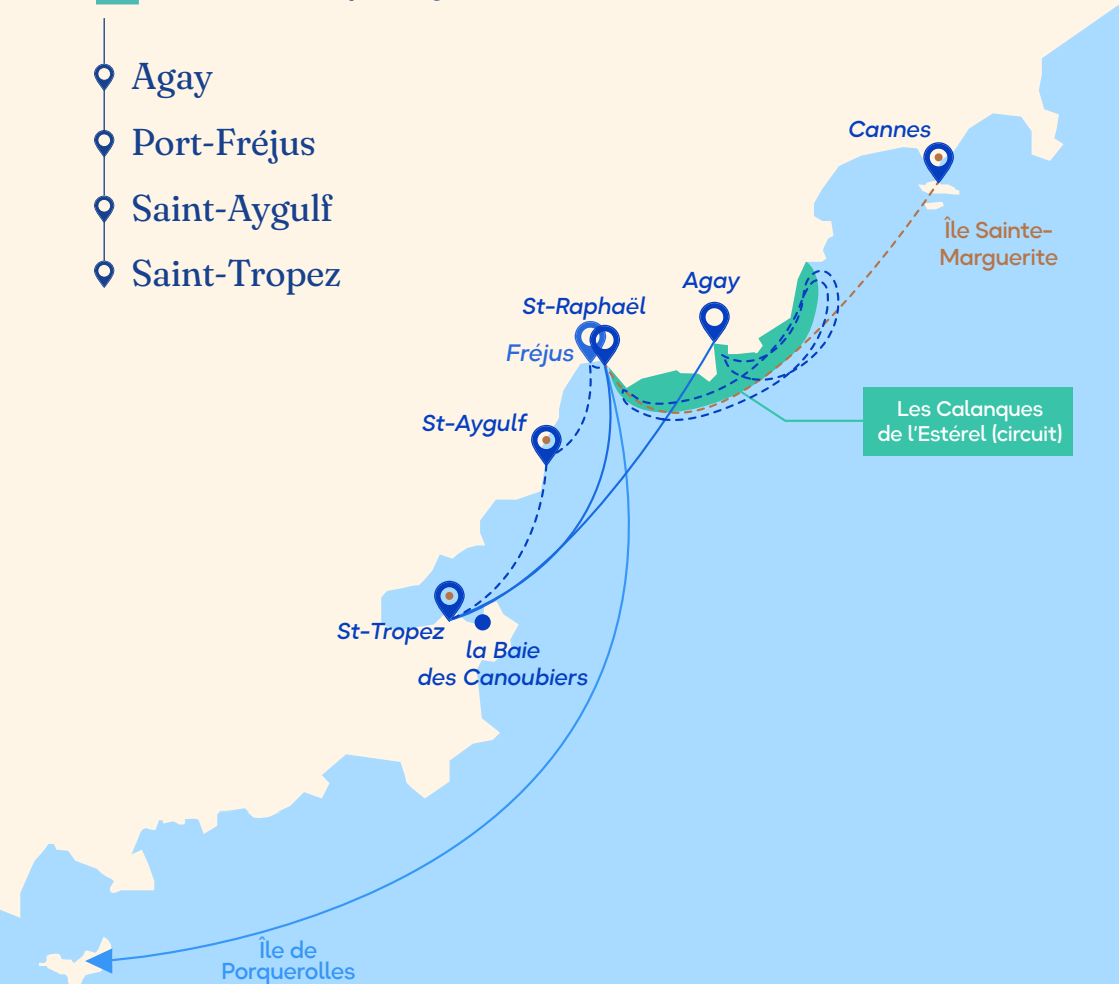 Agay
Port-Fréjus
Saint-Aygulf
Saint-Tropez
Cannes
Île Sainte-
Marguerite
Agay
St-Raphaël
Fréjus
Les Calanques
de l'Estérel (circuit)
St-Aygulf
St-Tropez
la Baie
des Canoubiers
Île de
Porquerolles